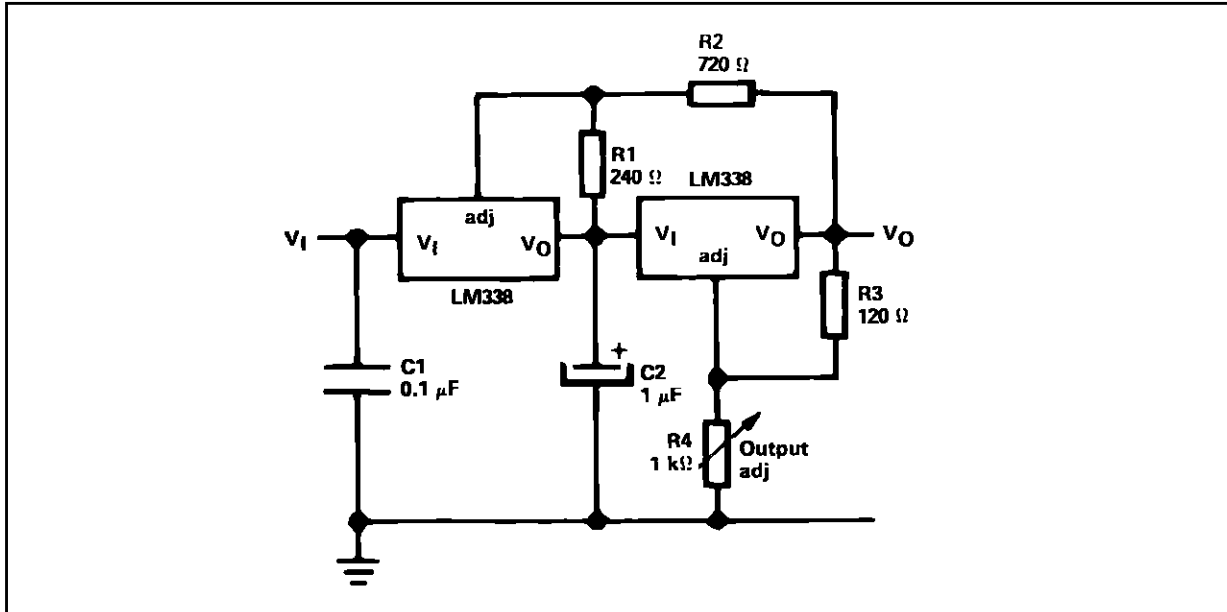 R2
720 Ω
R1
240 Ω
LM338
adj
V_I
V_I
V_O
V_I
V_O
V_O
adj
LM338
R3
120 Ω
C1
0.1 μF
+
C2
1 μF
R4
1 kΩ
Output
adj